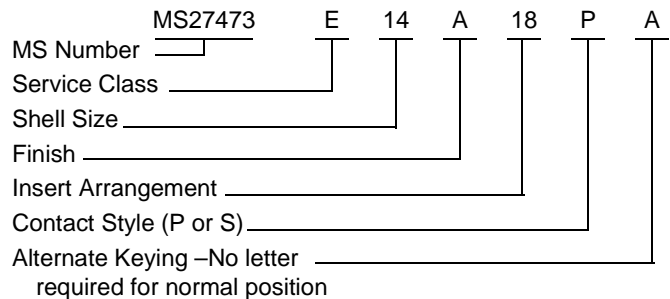 MS27473 E 14 A 18 P A
MS Number
Service Class
Shell Size
Finish
Insert Arrangement
Contact Style (P or S)
Alternate Keying –No letter
required for normal position